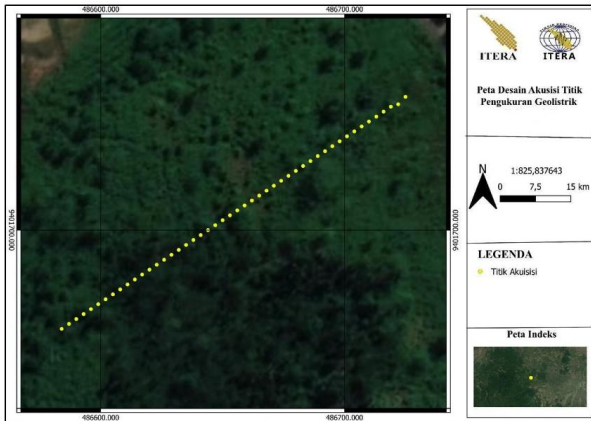 486600.000
486700.000
9401700.000
9401700.000
486600.000
486700.000
ITERA
ITERA
Peta Desain Akusisi Titik
Pengukuran Geolistrik
N
1:825,837643
0 7,5 15 km
LEGENDA
Titik Akuisisi
Peta Indeks